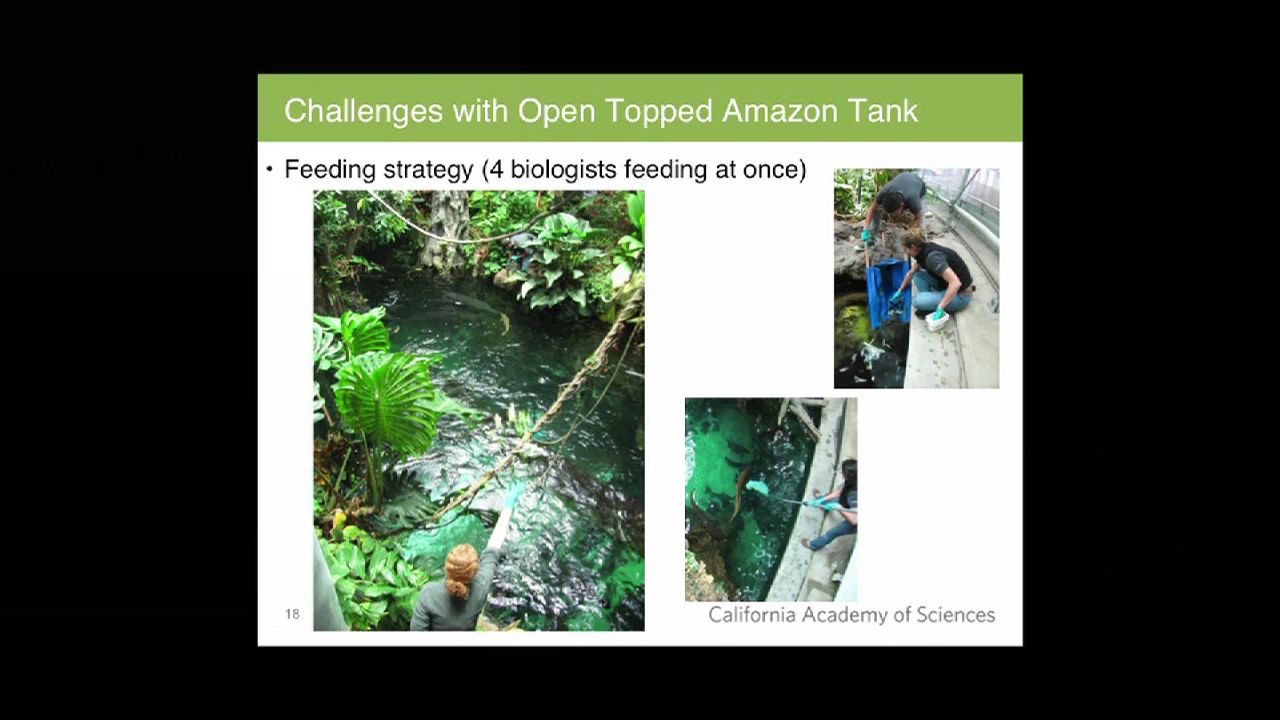 Challenges with Open Topped Amazon Tank
• Feeding strategy (4 biologists feeding at once)
18
California Academy of Sciences